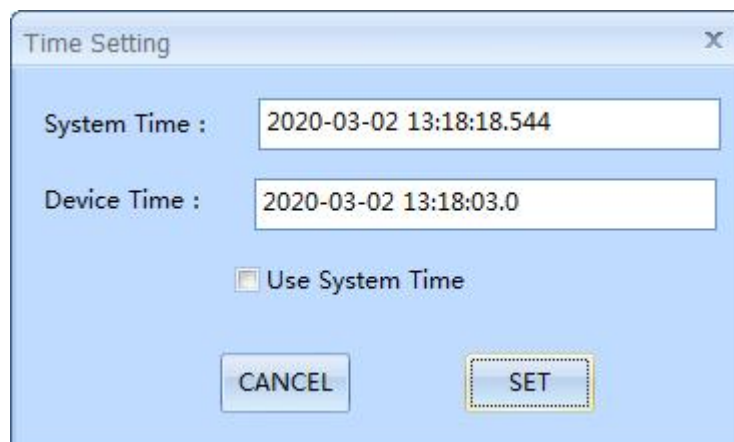 Time Setting x
System Time : 2020-03-02 13:18:18.544
Device Time : 2020-03-02 13:18:03.0
Use System Time
CANCEL SET